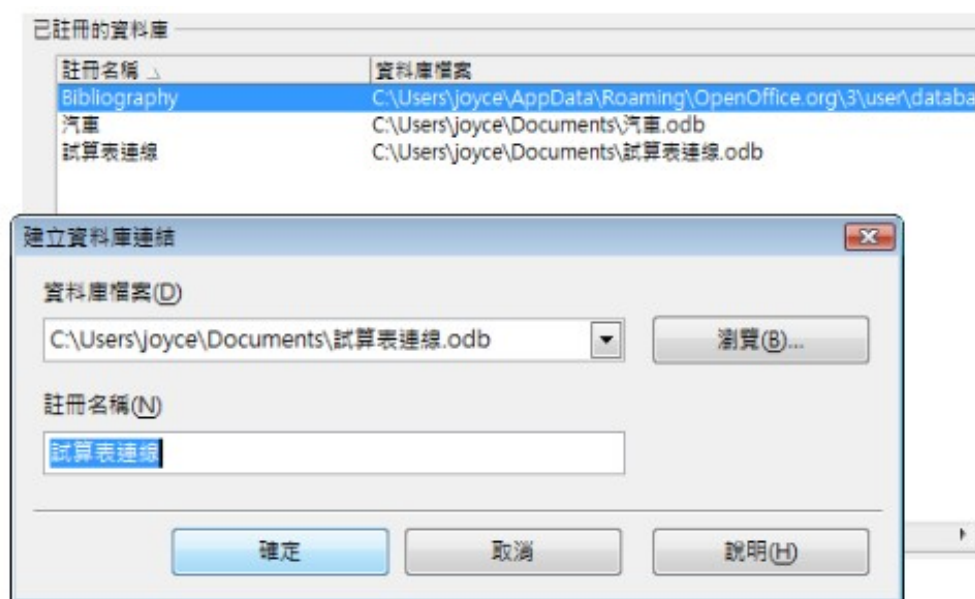 已註冊的資料庫
註冊名稱 資料庫檔案
Bibliography C:\Users\joyce\AppData\Roaming\OpenOffice.org\3\user\databa
汽車 C:\Users\joyce\Documents\汽車.odb
試算表連線 C:\Users\joyce\Documents\試算表連線.odb
建立資料庫連結
資料庫檔案(D)
C:\Users\joyce\Documents\試算表連線.odb 瀏覽(B)...
註冊名稱(N)
試算表連線
確定 取消 說明(H)